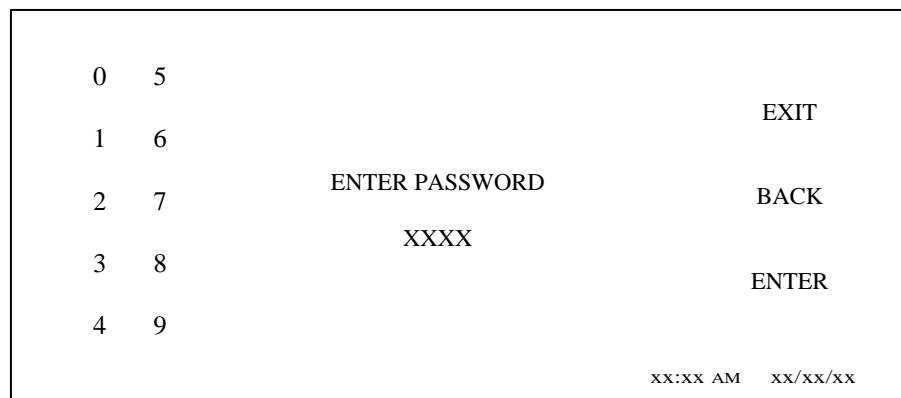 0 5
EXIT
1 6
ENTER PASSWORD
2 7
BACK
XXXX
3 8
ENTER
4 9
xx:xx AM xx/xx/xx